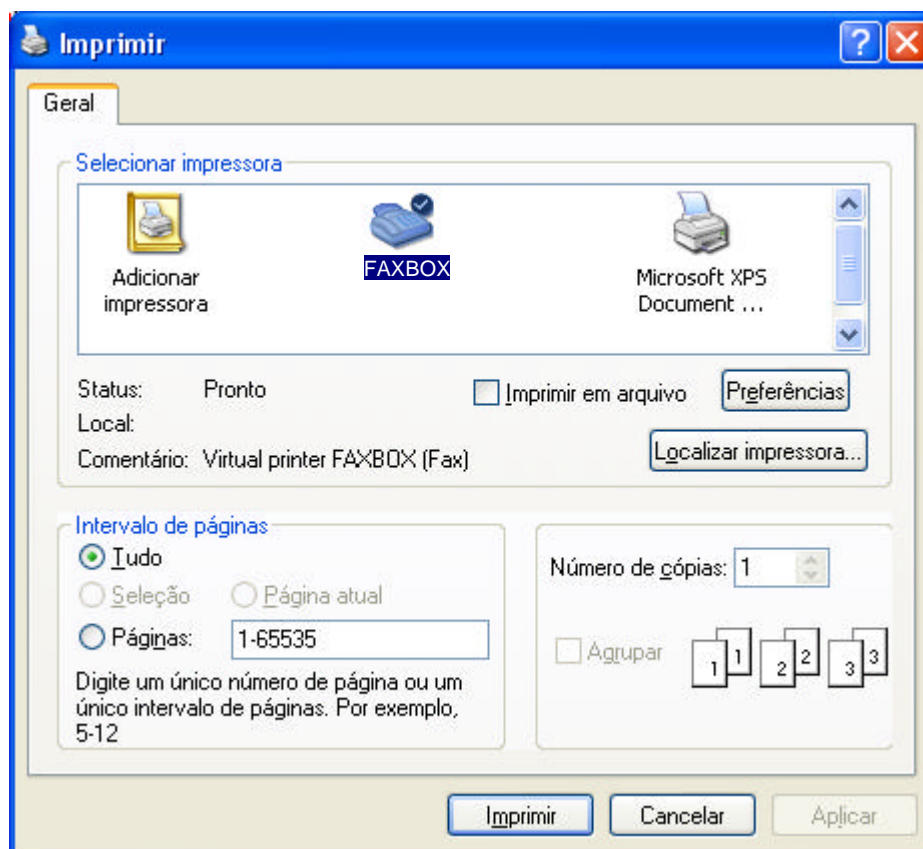 Imprimir
Geral
Selecionar impressora
Adicionar
impressora
FAXBOX
Microsoft XPS
Document ...
Status: Pronto
Imprimir em arquivo
Preferências
Local:
Comentário: Virtual printer FAXBOX (Fax)
Localizar impressora...
Intervalo de páginas
Tudo
Seleção
Página atual
Páginas: 1-65535
Digite um único número de página ou um
único intervalo de páginas. Por exemplo,
5-12
Número de cópias: 1
Agrupar
1 1 2 2 3 3
Imprimir
Cancelar
Aplicar